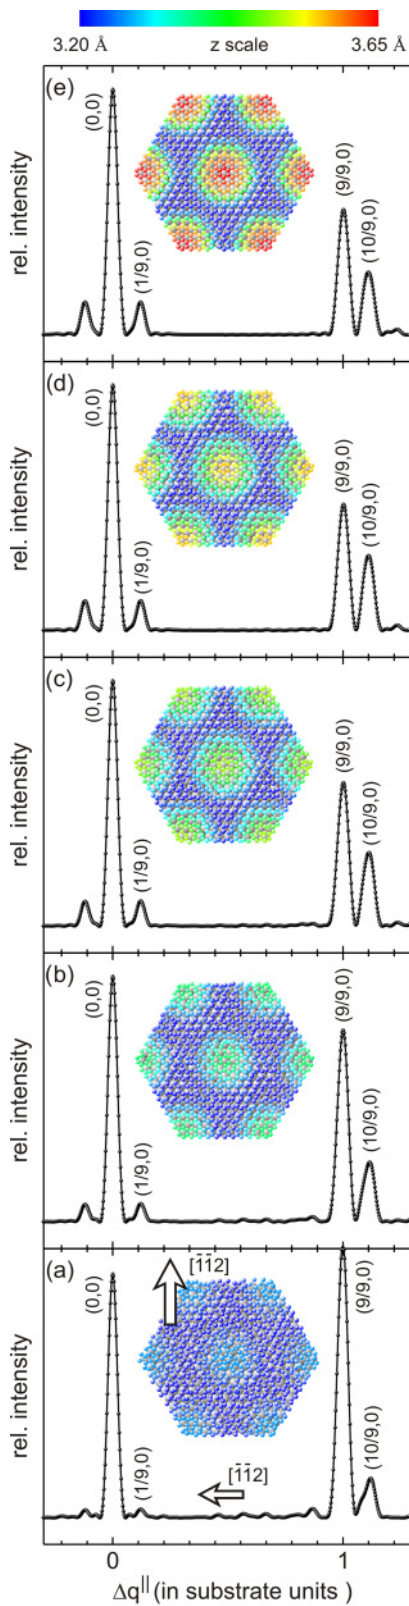 3.20 Å z scale 3.65 Å
(e)
rel. intensity
(0,0)
(1/9,0)
(9/9,0)
(10/9,0)
(d)
rel. intensity
(0,0)
(1/9,0)
(9/9,0)
(10/9,0)
(c)
rel. intensity
(0,0)
(1/9,0)
(9/9,0)
(10/9,0)
(b)
rel. intensity
(0,0)
(1/9,0)
(9/9,0)
(10/9,0)
(a)
rel. intensity
(0,0)
[1̄1̄2]
(1/9,0)
[1̄1̄2]
(9/9,0)
(10/9,0)
0 1
Δq|| (in substrate units )